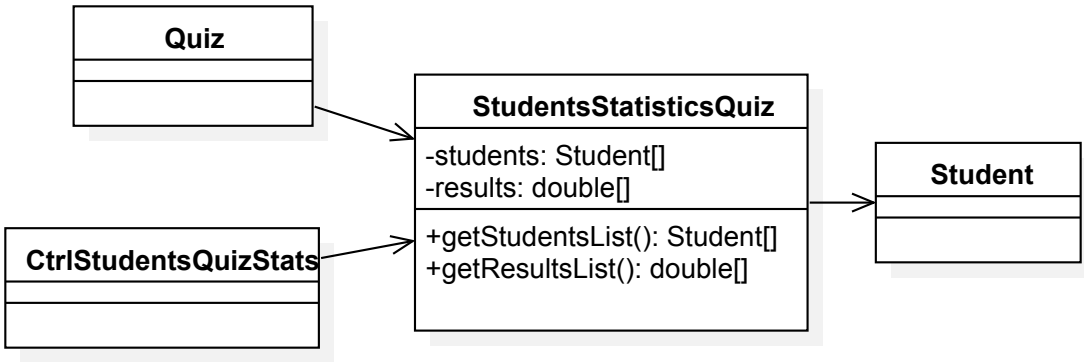 Quiz
StudentsStatisticsQuiz
-students: Student[]
-results: double[]
+getStudentsList(): Student[]
+getResultsList(): double[]
Student
CtrlStudentsQuizStats